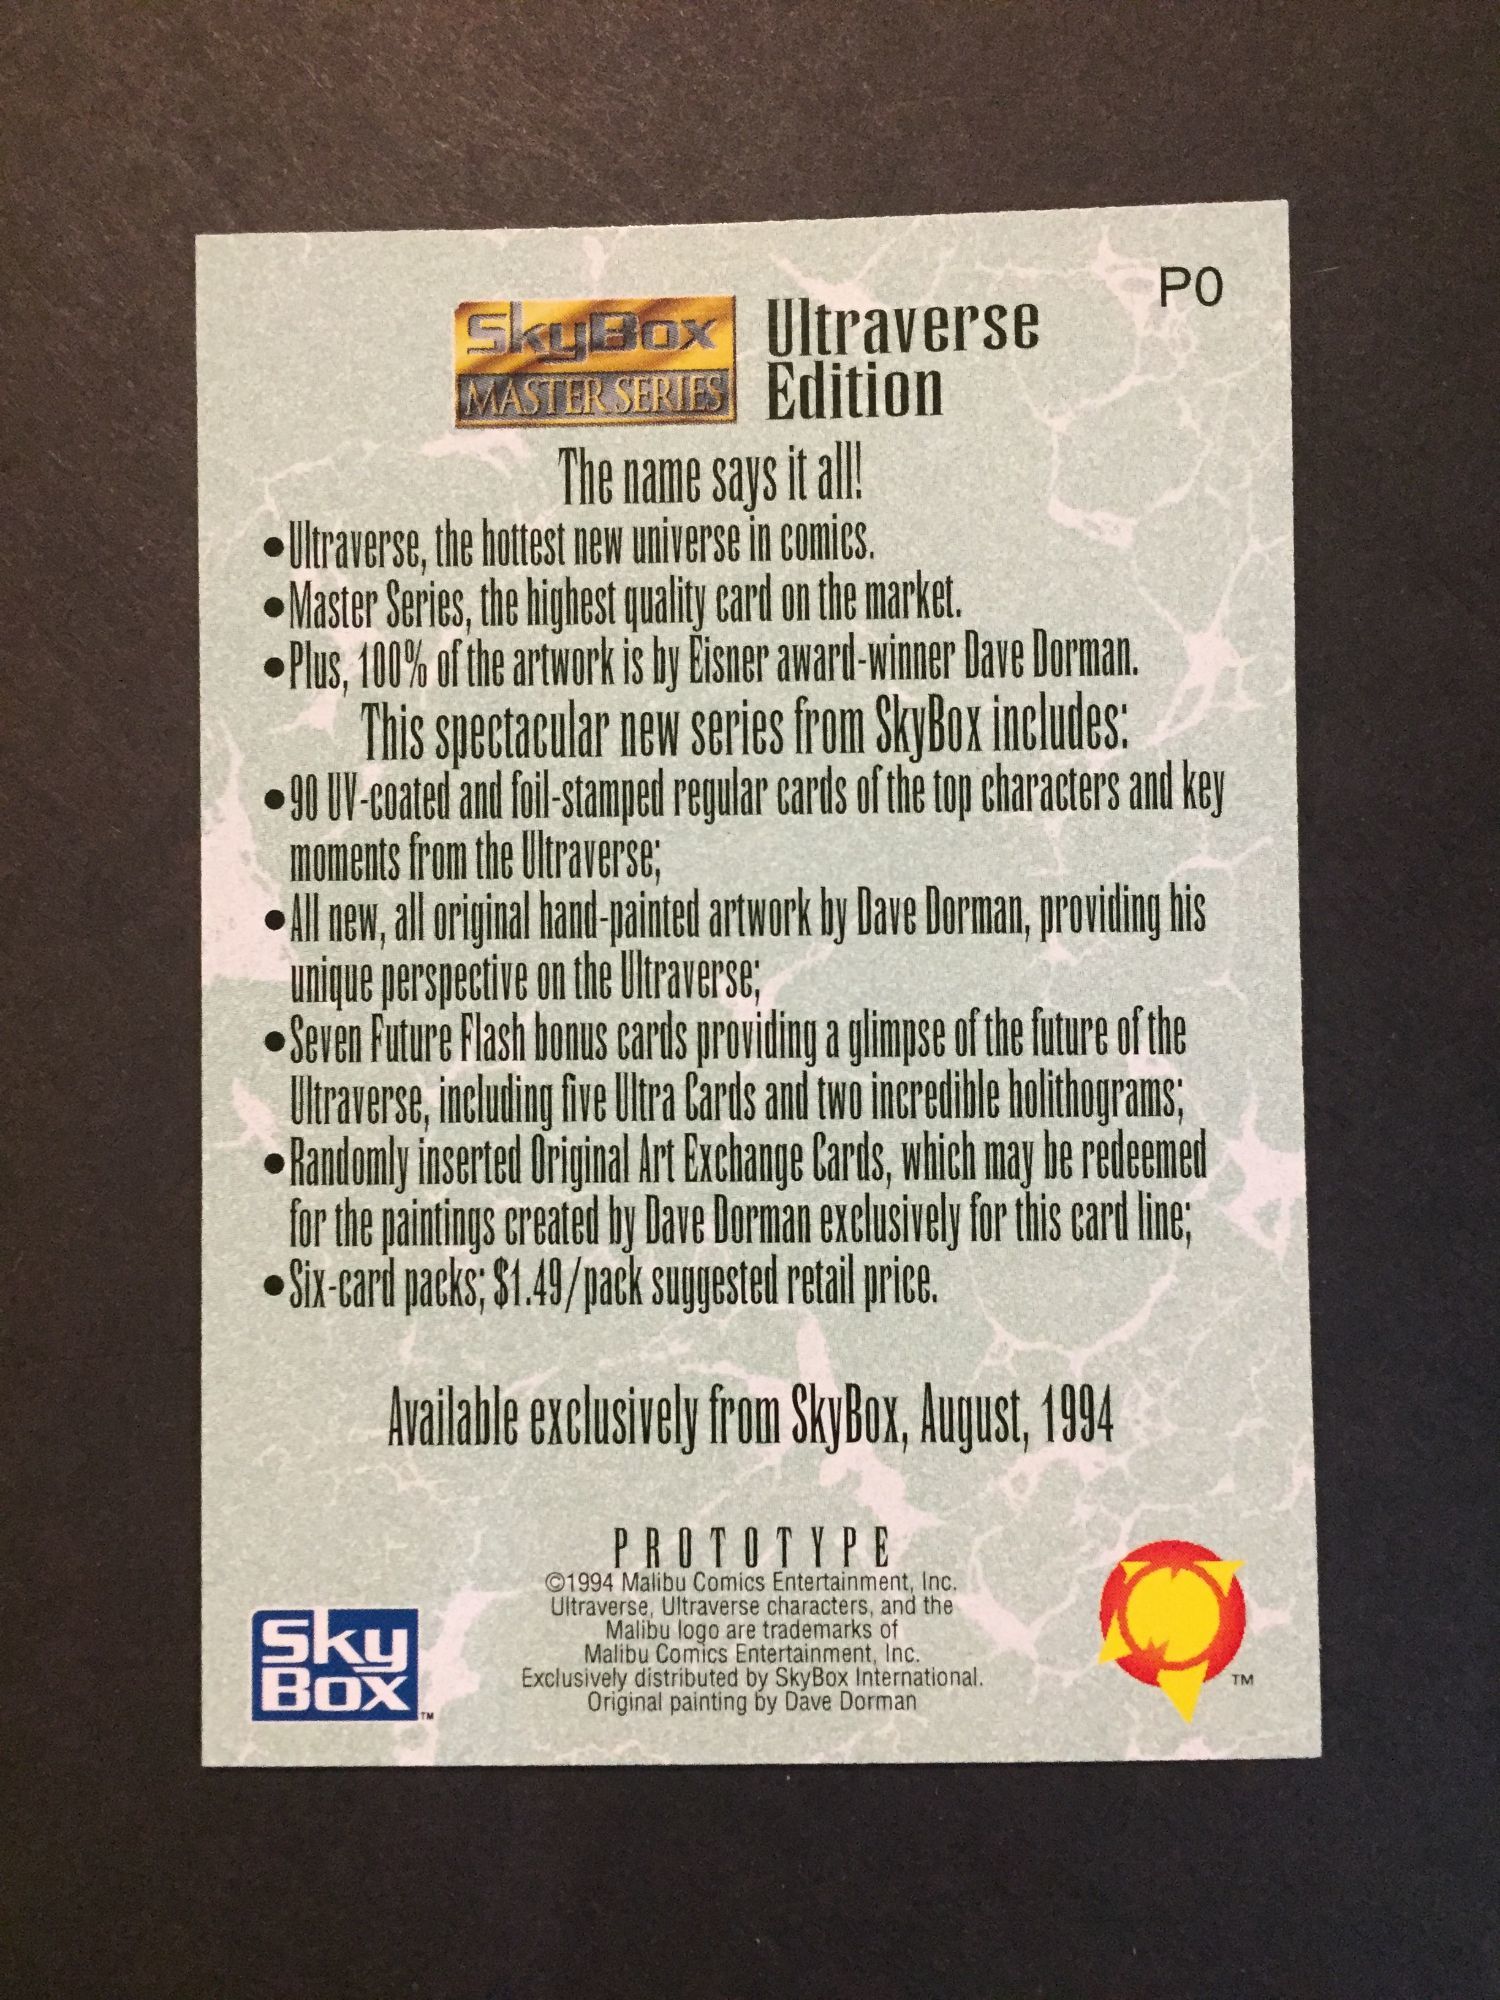 P0
SkyBox
MASTER SERIES
Ultraverse
Edition
The name says it all!
•Ultraverse, the hottest new universe in comics.
•Master Series, the highest quality card on the market.
•Plus, 100% of the artwork is by Eisner award-winner Dave Dorman.
This spectacular new series from SkyBox includes:
•90 UV-coated and foil-stamped regular cards of the top characters and key
moments from the Ultraverse;
•All new, all original hand-painted artwork by Dave Dorman, providing his
unique perspective on the Ultraverse;
•Seven Future Flash bonus cards providing a glimpse of the future of the
Ultraverse, including five Ultra Cards and two incredible holithograms;
•Randomly inserted Original Art Exchange Cards, which may be redeemed
for the paintings created by Dave Dorman exclusively for this card line;
•Six-card packs; $1.49/pack suggested retail price.
Available exclusively from SkyBox, August, 1994
PROTOTYPE
©1994 Malibu Comics Entertainment, Inc.
Ultraverse, Ultraverse characters, and the
Malibu logo are trademarks of
Malibu Comics Entertainment, Inc.
Exclusively distributed by SkyBox International.
Original painting by Dave Dorman
Sky
Box
TM
TM